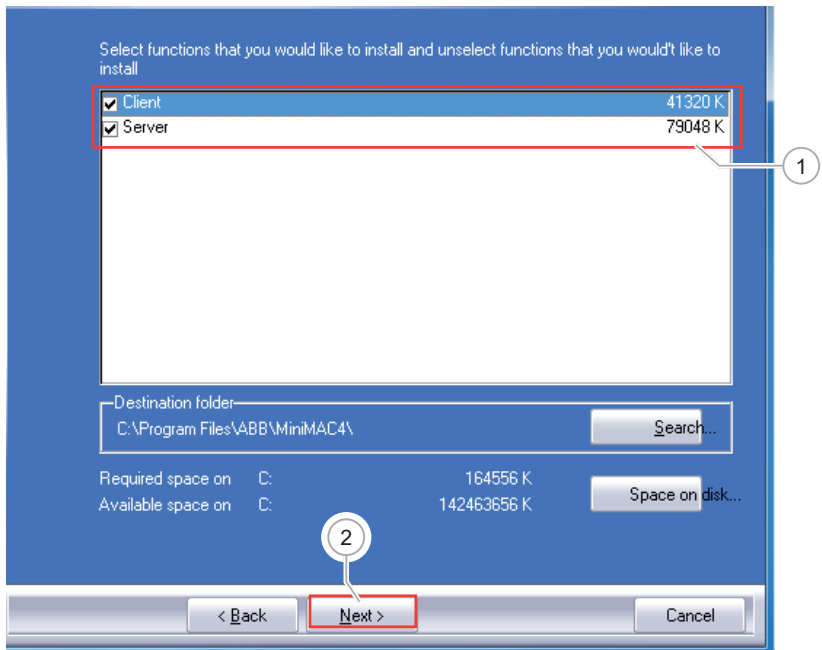 Select functions that you would like to install and unselect functions that you would't like to
install
Client 41320 K
Server 79048 K
1
Destination folder
C:\Program Files\ABB\MiniMAC4\
Search...
Required space on C: 164556 K
Space on disk...
Available space on C: 142463656 K
2
< Back Next > Cancel